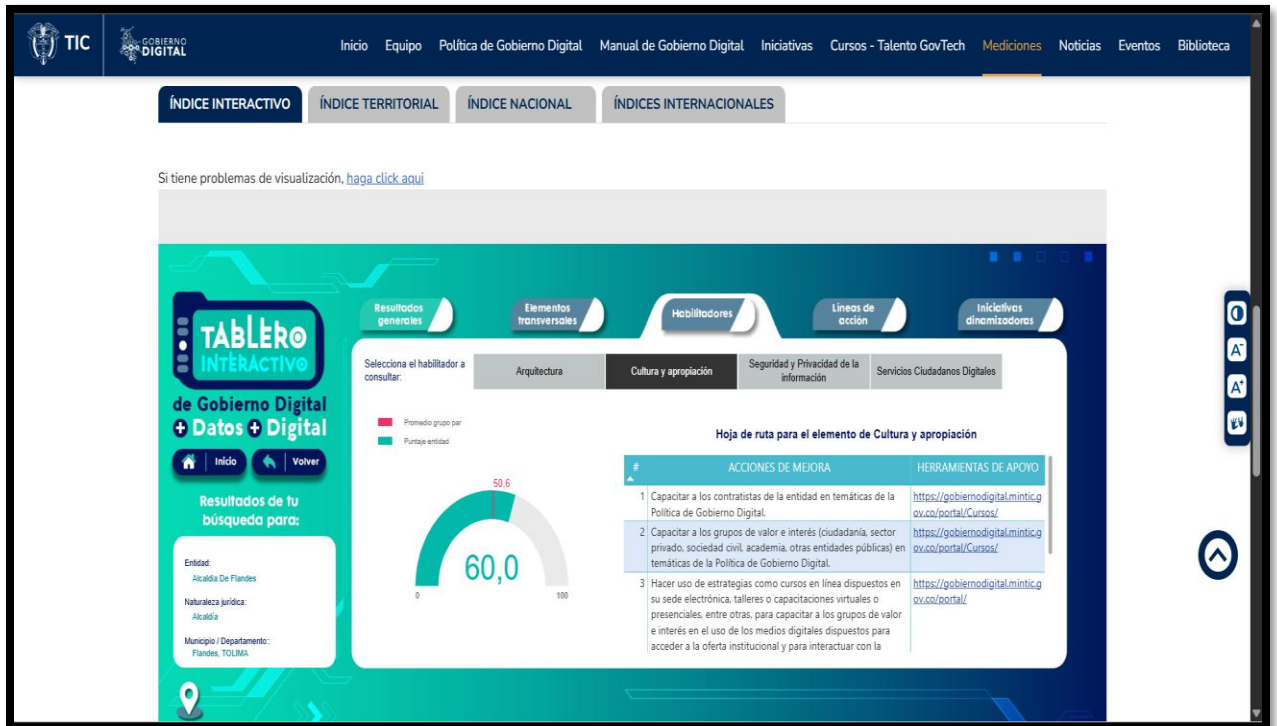 TIC
GOBIERNO
DIGITAL
Inicio Equipo Política de Gobierno Digital Manual de Gobierno Digital Iniciativas Cursos - Talento GovTech Mediciones Noticias Eventos Biblioteca
ÍNDICE INTERACTIVO ÍNDICE TERRITORIAL ÍNDICE NACIONAL ÍNDICES INTERNACIONALES
Si tiene problemas de visualización, haga click aqui
TABLERO
INTERACTIVO
de Gobierno Digital
+ Datos + Digital
Inicio Volver
Resultados de tu
búsqueda para:
Entidad:
Alcaldia De Flandes
Naturaleza jurídica:
Alcaldía
Municipio / Departamento::
Flandes, TOLIMA
Resultados
generales
Elementos
transversales
Habilitadores
Líneas de
acción
Iniciativas
dinamizadoras
Selecciona el habilitador a
consultar:
Arquitectura
Cultura y apropiación
Seguridad y Privacidad de la
información
Servicios Ciudadanos Digitales
Promedio grupo par
Puntaje entidad
50,6
60,0
0 100
Hoja de ruta para el elemento de Cultura y apropiación
# ACCIONES DE MEJORA HERRAMIENTAS DE APOYO
1 Capacitar a los contratistas de la entidad en temáticas de la https://gobiernodigital.mintic.g
Política de Gobierno Digital. ov.co/portal/Cursos/
2 Capacitar a los grupos de valor e interés (ciudadanía, sector https://gobiernodigital.mintic.g
privado, sociedad civil, academia, otras entidades públicas) en ov.co/portal/Cursos/
temáticas de la Política de Gobierno Digital.
3 Hacer uso de estrategias como cursos en línea dispuestos en https://gobiernodigital.mintic.g
su sede electrónica, talleres o capacitaciones virtuales o ov.co/portal/
presenciales, entre otras, para capacitar a los grupos de valor
e interés en el uso de los medios digitales dispuestos para
acceder a la oferta institucional y para interactuar con la
A-
A+